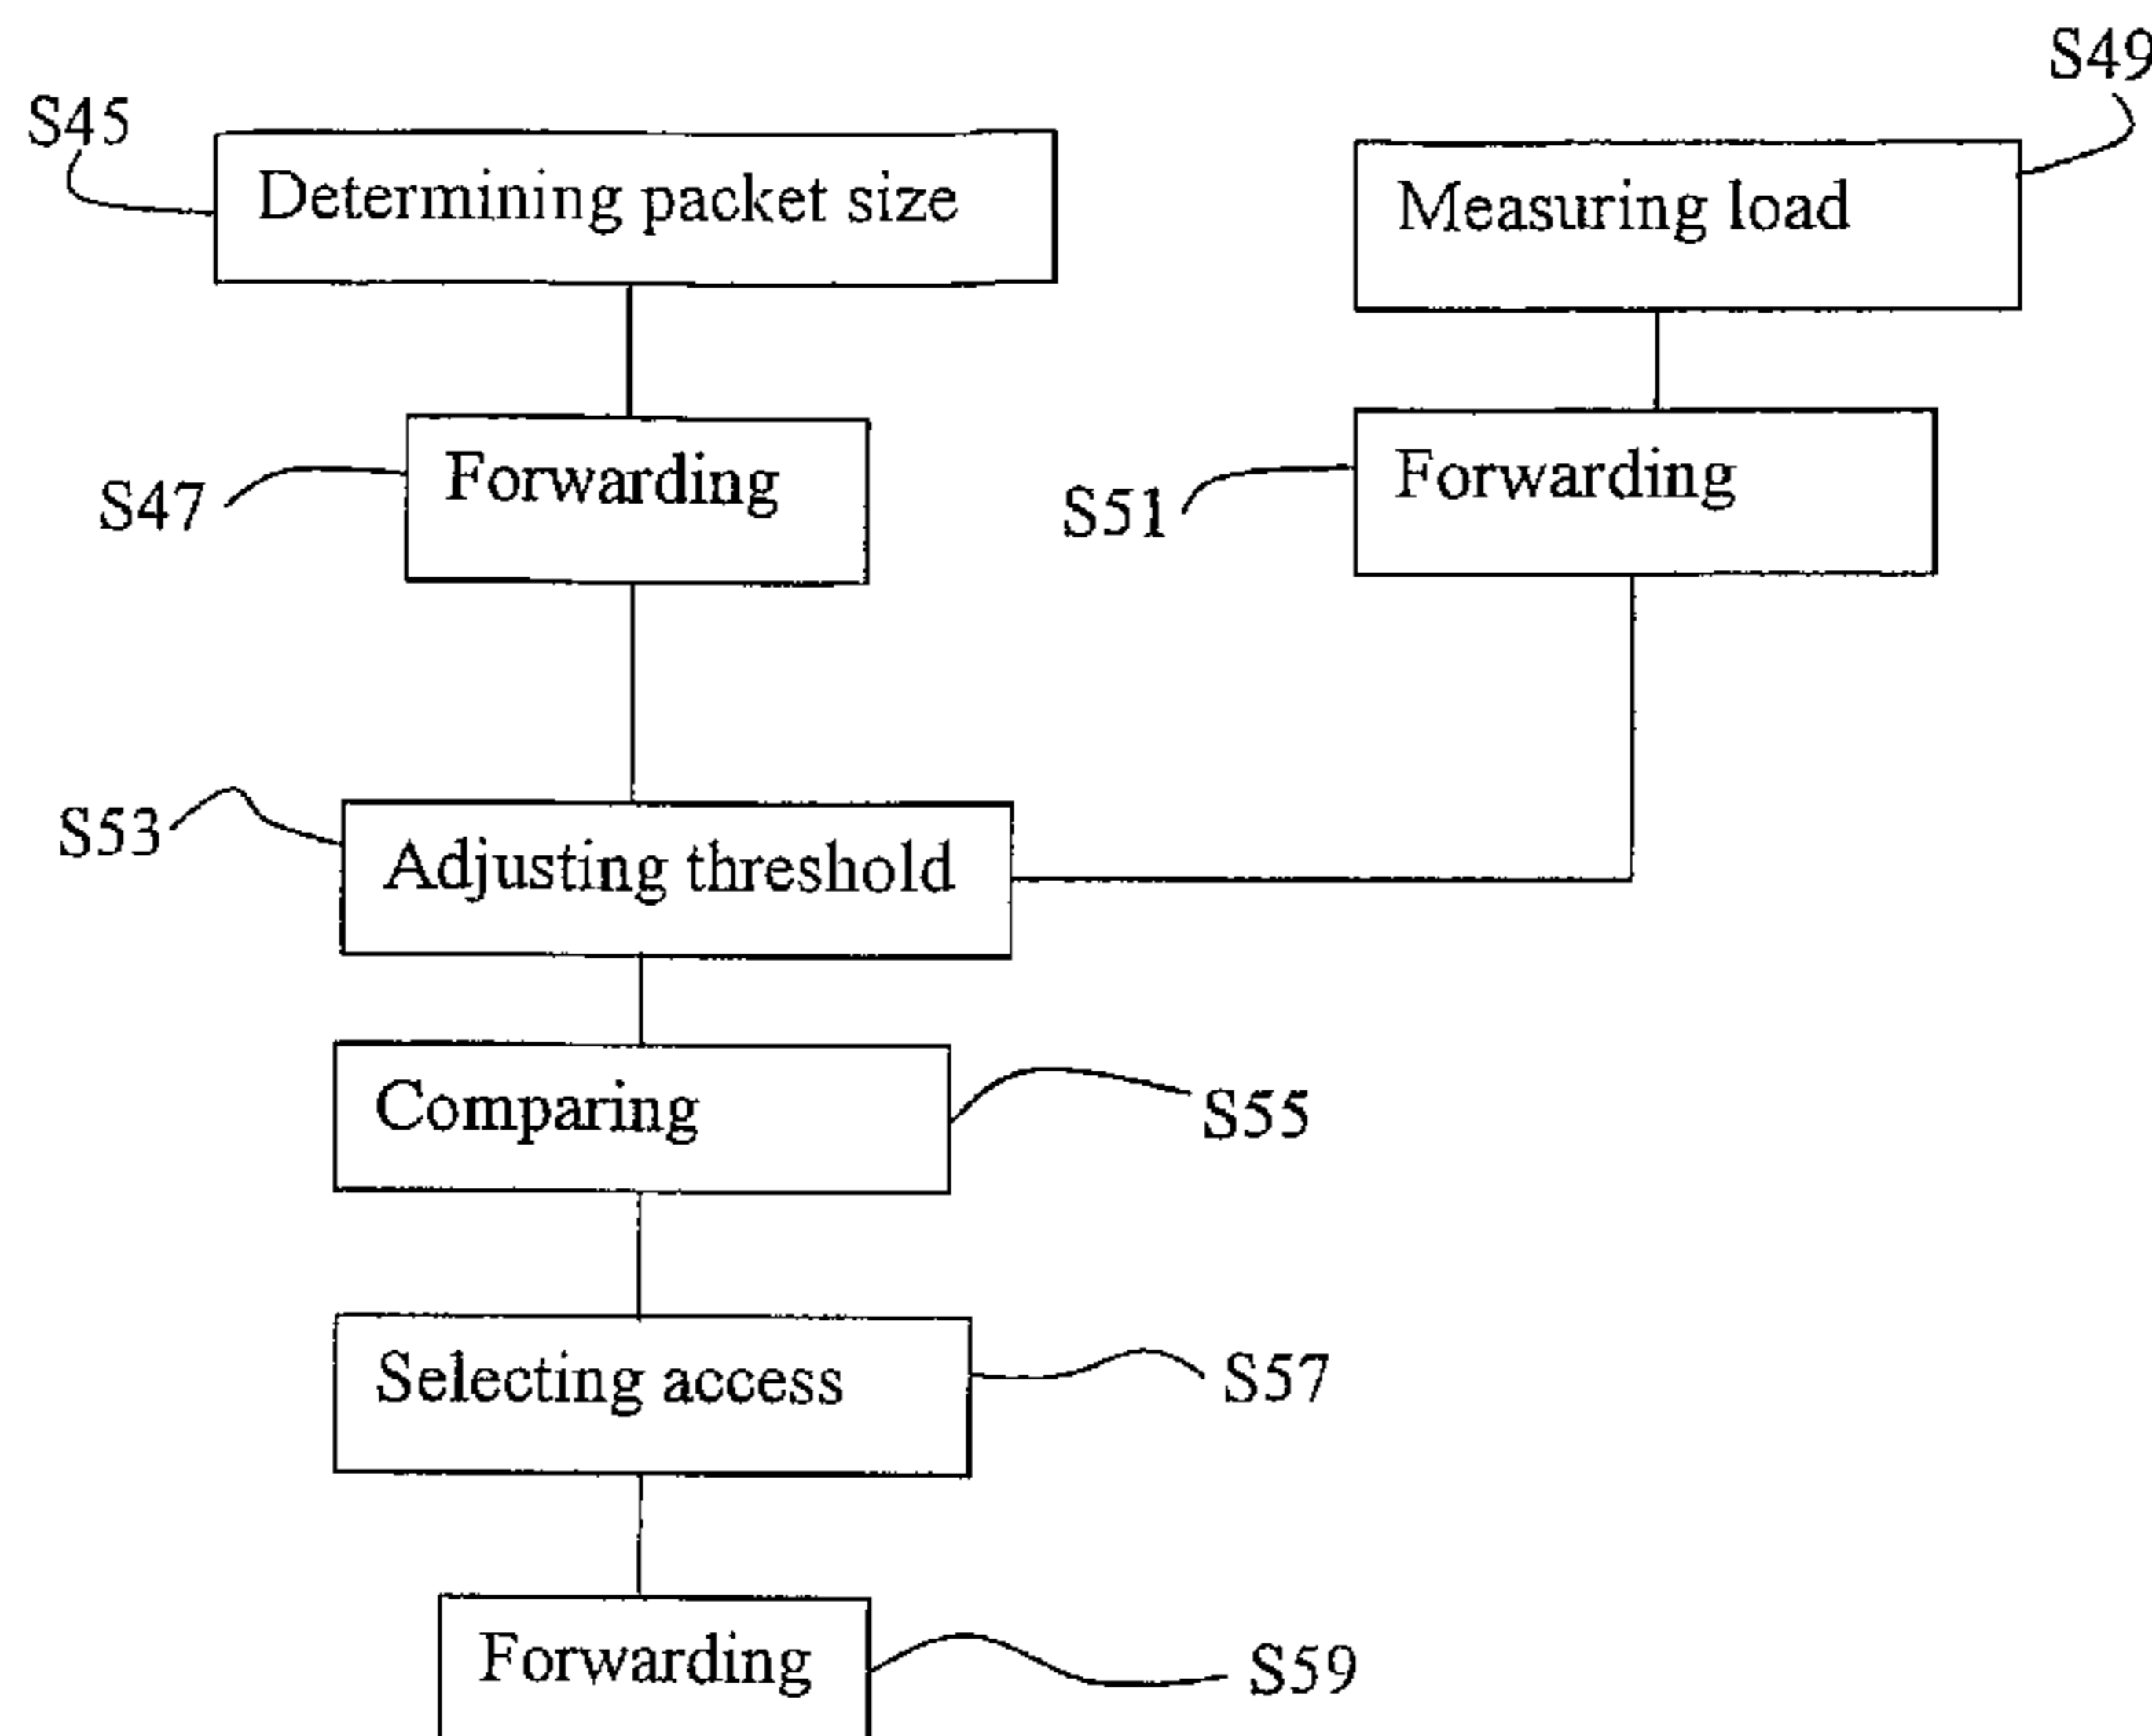 S49
S45
Determining packet size
Measuring load
Forwarding
S47
Forwarding
S51
S53
Adjusting threshold
Comparing
S55
Selecting access
S57
Forwarding
S59